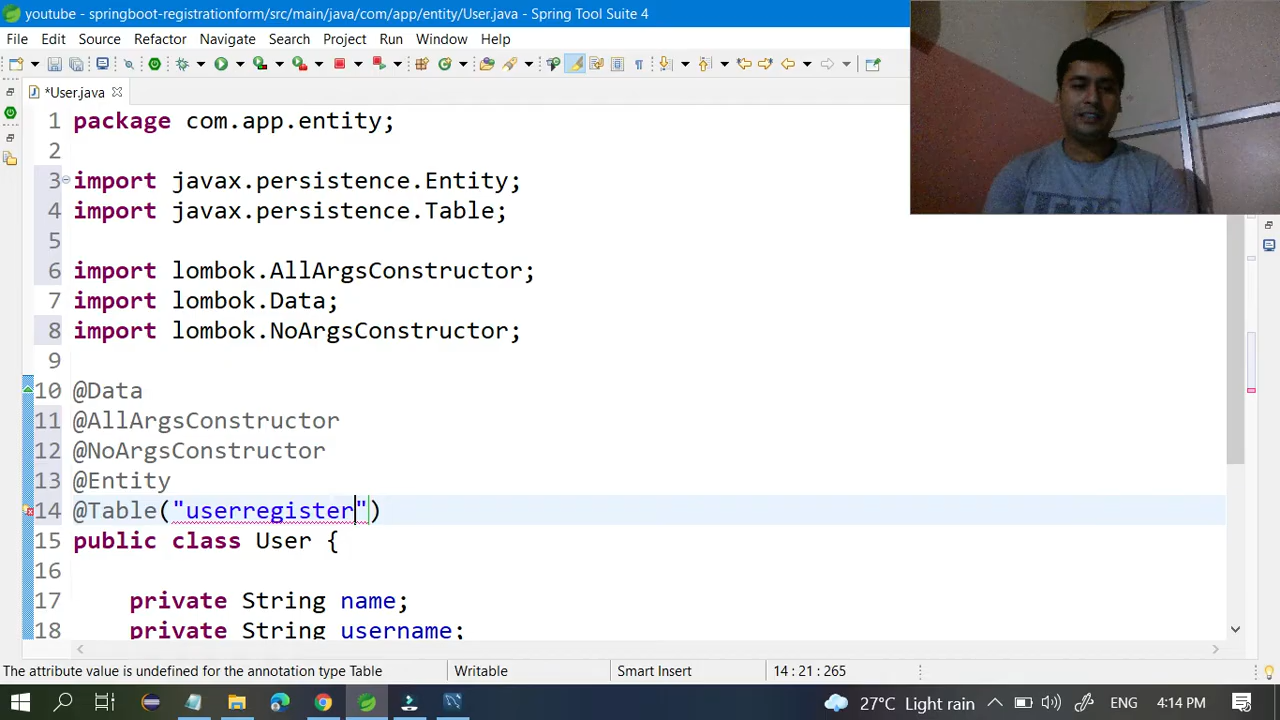 youtube - springboot-registrationform/src/main/java/com/app/entity/User.java - Spring Tool Suite 4
File Edit Source Refactor Navigate Search Project Run Window Help
*User.java
1 package com.app.entity;
2
3 import javax.persistence.Entity;
4 import javax.persistence.Table;
5
6 import lombok.AllArgsConstructor;
7 import lombok.Data;
8 import lombok.NoArgsConstructor;
9
10 @Data
11 @AllArgsConstructor
12 @NoArgsConstructor
13 @Entity
14 @Table("userregister")
15 public class User {
16
17 private String name;
18 private String username;
The attribute value is undefined for the annotation type Table Writable Smart Insert 14 : 21 : 265
27°C Light rain ENG 4:14 PM